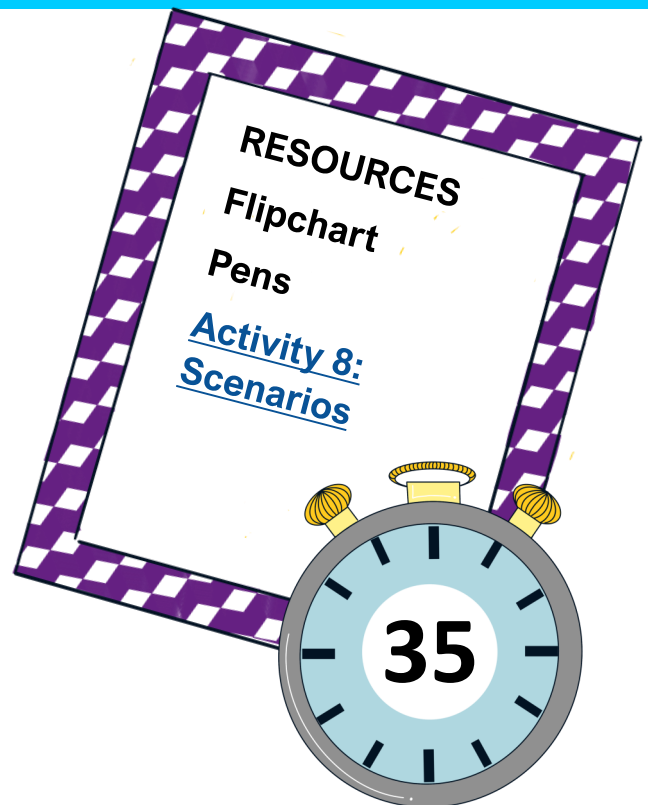 RESOURCES
Flipchart
Pens
Activity 8:
Scenarios
35